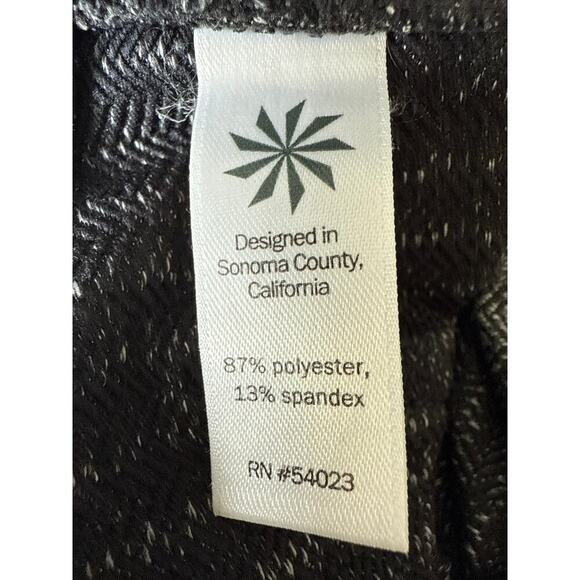 Designed in
Sonoma County,
California
87% polyester,
13% spandex
RN #54023